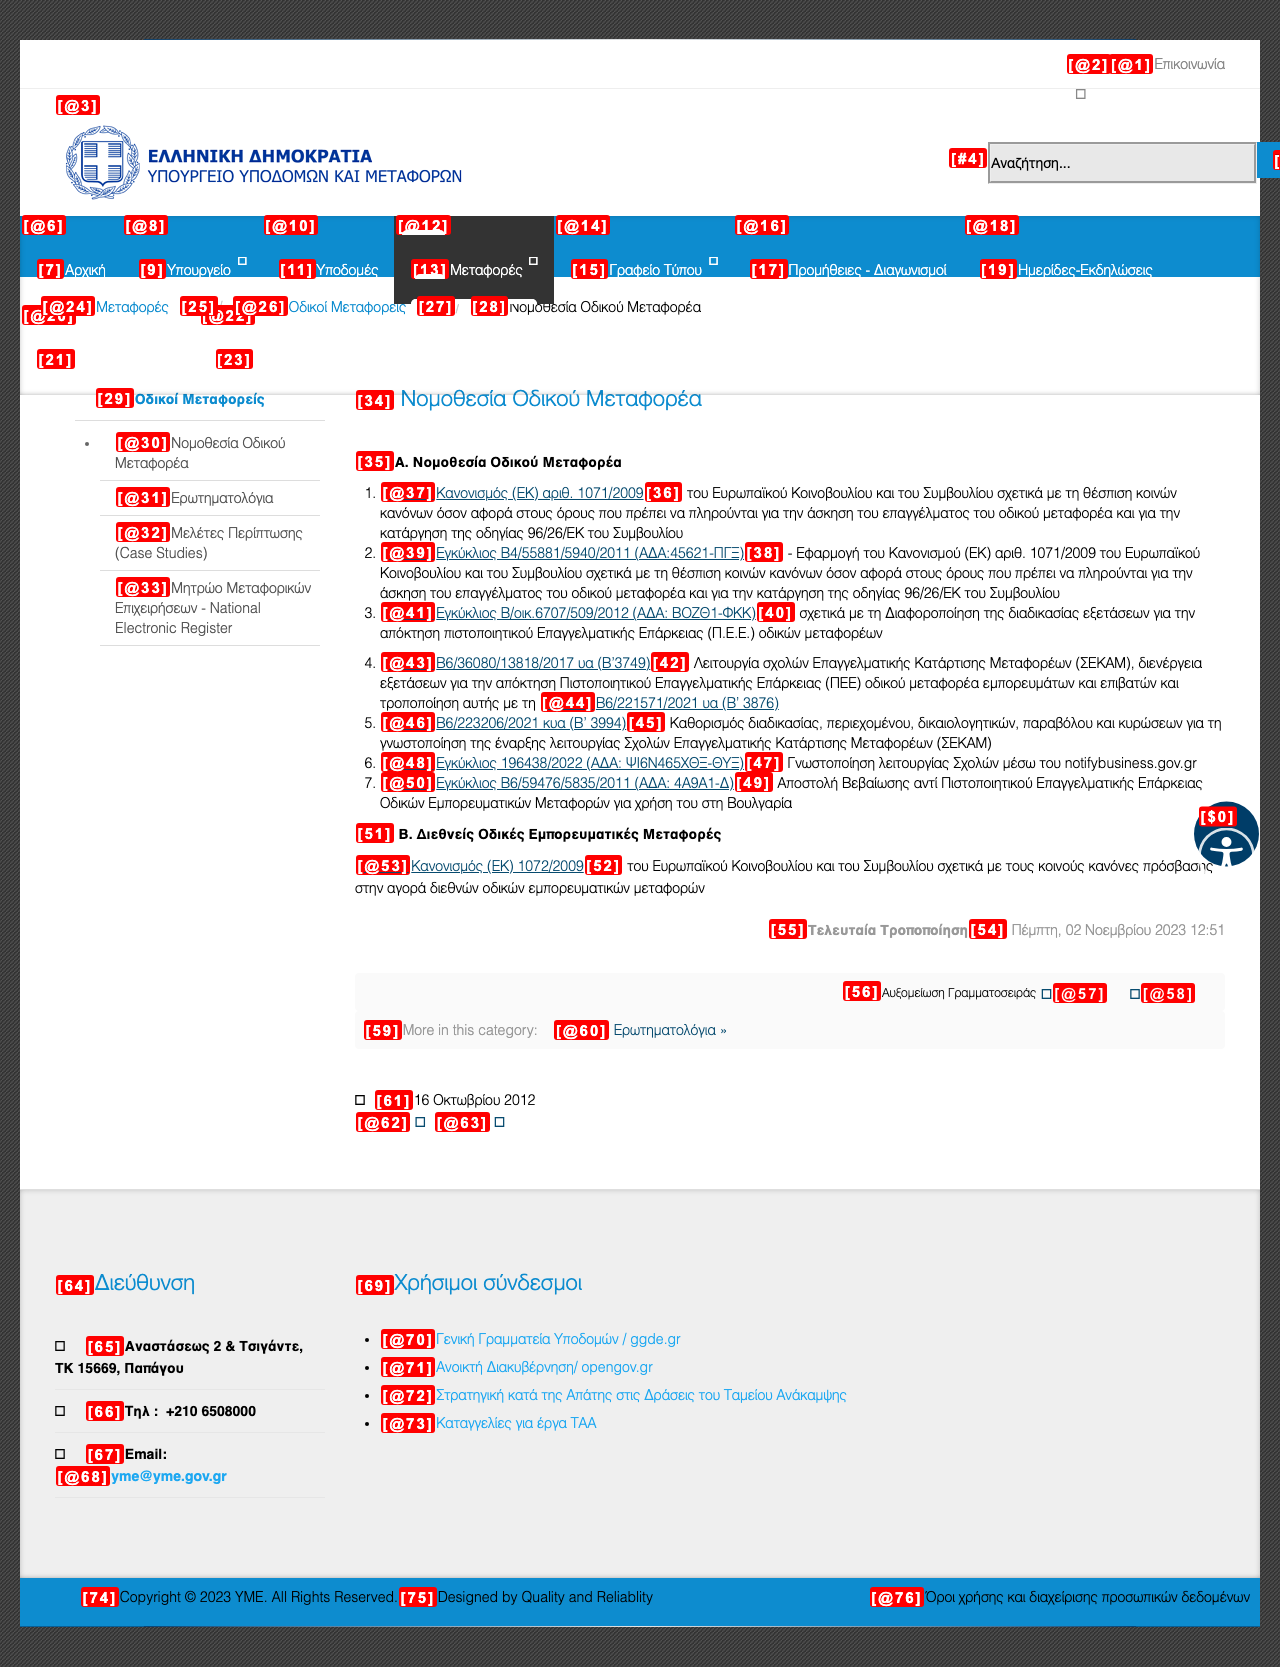 [@2][@1]Επικοινωνία
[@3]
ΕΛΛΗΝΙΚΗ ΔΗΜΟΚΡΑΤΙΑ
ΥΠΟΥΡΓΕΙΟ ΥΠΟΔΟΜΩΝ ΚΑΙ ΜΕΤΑΦΟΡΩΝ
[#4] Αναζήτηση...
[@6] [@8] [@10] [@12] [@14] [@16] [@18]
[7]Αρχική [9]Υπουργείο [11]Υποδομές [13]Μεταφορές [15]Γραφείο Τύπου [17]Προμήθειες - Διαγωνισμοί [19]Ημερίδες-Εκδηλώσεις
[@24]Μεταφορές [25] [@26]Οδικοί Μεταφορείς [27] / [28]Νομοθεσία Οδικού Μεταφορέα
[@20] [@22]
[21] [23]
[29]Οδικοί Μεταφορείς
[@30]Νομοθεσία Οδικού
Μεταφορέα
[@31]Ερωτηματολόγια
[@32]Μελέτες Περίπτωσης
(Case Studies)
[@33]Μητρώο Μεταφορικών
Επιχειρήσεων - National
Electronic Register
[34] Νομοθεσία Οδικού Μεταφορέα
[35]Α. Νομοθεσία Οδικού Μεταφορέα
1. [@37]Κανονισμός (ΕΚ) αριθ. 1071/2009[36] του Ευρωπαϊκού Κοινοβουλίου και του Συμβουλίου σχετικά με τη θέσπιση κοινών
κανόνων όσον αφορά στους όρους που πρέπει να πληρούνται για την άσκηση του επαγγέλματος του οδικού μεταφορέα και για την
κατάργηση της οδηγίας 96/26/ΕΚ του Συμβουλίου
2. [@39]Εγκύκλιος Β4/55881/5940/2011 (ΑΔΑ:45621-ΠΓΞ)[38] - Εφαρμογή του Κανονισμού (ΕΚ) αριθ. 1071/2009 του Ευρωπαϊκού
Κοινοβουλίου και του Συμβουλίου σχετικά με τη θέσπιση κοινών κανόνων όσον αφορά στους όρους που πρέπει να πληρούνται για την
άσκηση του επαγγέλματος του οδικού μεταφορέα και για την κατάργηση της οδηγίας 96/26/ΕΚ του Συμβουλίου
3. [@41]Εγκύκλιος Β/οικ.6707/509/2012 (ΑΔΑ: ΒΟΖΘ1-ΦΚΚ)[40] σχετικά με τη Διαφοροποίηση της διαδικασίας εξετάσεων για την
απόκτηση πιστοποιητικού Επαγγελματικής Επάρκειας (Π.Ε.Ε.) οδικών μεταφορέων
4. [@43]Β6/36080/13818/2017 υα (Β’3749)[42] Λειτουργία σχολών Επαγγελματικής Κατάρτισης Μεταφορέων (ΣΕΚΑΜ), διενέργεια
εξετάσεων για την απόκτηση Πιστοποιητικού Επαγγελματικής Επάρκειας (ΠΕΕ) οδικού μεταφορέα εμπορευμάτων και επιβατών και
τροποποίηση αυτής με τη [@44]Β6/221571/2021 υα (Β’ 3876)
5. [@46]Β6/223206/2021 κυα (Β’ 3994)[45] Καθορισμός διαδικασίας, περιεχομένου, δικαιολογητικών, παραβόλου και κυρώσεων για τη
γνωστοποίηση της έναρξης λειτουργίας Σχολών Επαγγελματικής Κατάρτισης Μεταφορέων (ΣΕΚΑΜ)
6. [@48]Εγκύκλιος 196438/2022 (ΑΔΑ: ΨΙ6Ν465ΧΘΞ-ΘΥΞ)[47] Γνωστοποίηση λειτουργίας Σχολών μέσω του notifybusiness.gov.gr
7. [@50]Εγκύκλιος Β6/59476/5835/2011 (ΑΔΑ: 4Α9Α1-Δ)[49] Αποστολή Βεβαίωσης αντί Πιστοποιητικού Επαγγελματικής Επάρκειας
Οδικών Εμπορευματικών Μεταφορών για χρήση του στη Βουλγαρία
[$0]
[51] Β. Διεθνείς Οδικές Εμπορευματικές Μεταφορές
[@53]Κανονισμός (ΕΚ) 1072/2009[52] του Ευρωπαϊκού Κοινοβουλίου και του Συμβουλίου σχετικά με τους κοινούς κανόνες πρόσβασης
στην αγορά διεθνών οδικών εμπορευματικών μεταφορών
[55]Τελευταία Τροποποίηση[54] Πέμπτη, 02 Νοεμβρίου 2023 12:51
[56]Αυξομείωση Γραμματοσειράς [@57] [@58]
[59]More in this category: [@60] Ερωτηματολόγια »
[61]16 Οκτωβρίου 2012
[@62] [@63]
[64]Διεύθυνση
[65]Αναστάσεως 2 & Τσιγάντε,
ΤΚ 15669, Παπάγου
[66]Τηλ : +210 6508000
[67]Email:
[@68]yme@yme.gov.gr
[69]Χρήσιμοι σύνδεσμοι
[@70]Γενική Γραμματεία Υποδομών / ggde.gr
[@71]Ανοικτή Διακυβέρνηση/ opengov.gr
[@72]Στρατηγική κατά της Απάτης στις Δράσεις του Ταμείου Ανάκαμψης
[@73]Καταγγελίες για έργα ΤΑΑ
[74]Copyright © 2023 YME. All Rights Reserved.[75]Designed by Quality and Reliablity
[@76]Όροι χρήσης και διαχείρισης προσωπικών δεδομένων